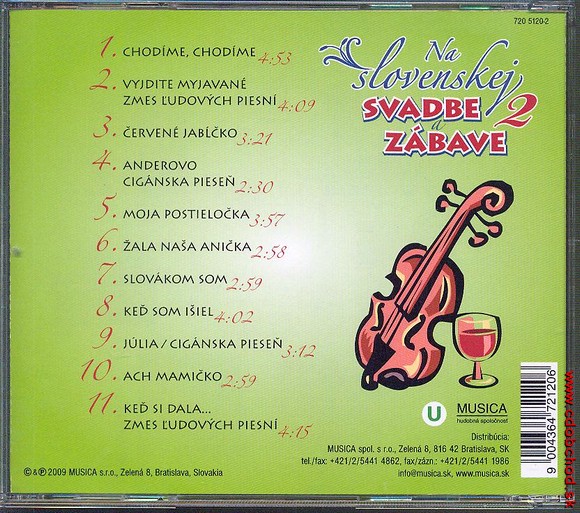 720 5120-2
Na
slovenskej
SVADBE 2
a
ZÁBAVE
1. CHODÍME, CHODÍME 4:53
2. VYJDITE MYJAVANÉ
ZMES ĽUDOVÝCH PIESNÍ 4:09
3. ČERVENÉ JABĹČKO 3:21
4. ANDEROVO
CIGÁNSKA PIESEŇ 2:30
5. MOJA POSTIELOČKA 3:57
6. ŽALA NAŠA ANIČKA 2:58
7. SLOVÁKOM SOM 2:59
8. KEĎ SOM IŠIEL 4:02
9. JÚLIA / CIGÁNSKA PIESEŇ 3:12
10. ACH MAMIČKO 2:59
11. KEĎ SI DALA...
ZMES ĽUDOVÝCH PIESNÍ 4:15
U MUSICA
hudobná spoločnosť
Distribúcia:
MUSICA spol. s r.o., Zelená 8, 816 42 Bratislava, SK
tel./fax: +421/2/5441 4862, fax/zázn.: +421/2/5441 1986
info@musica.sk, www.musica.sk
© & ℗ 2009 MUSICA s.r.o., Zelená 8, Bratislava, Slovakia
9 004364 721206
www.cdobchod.sk